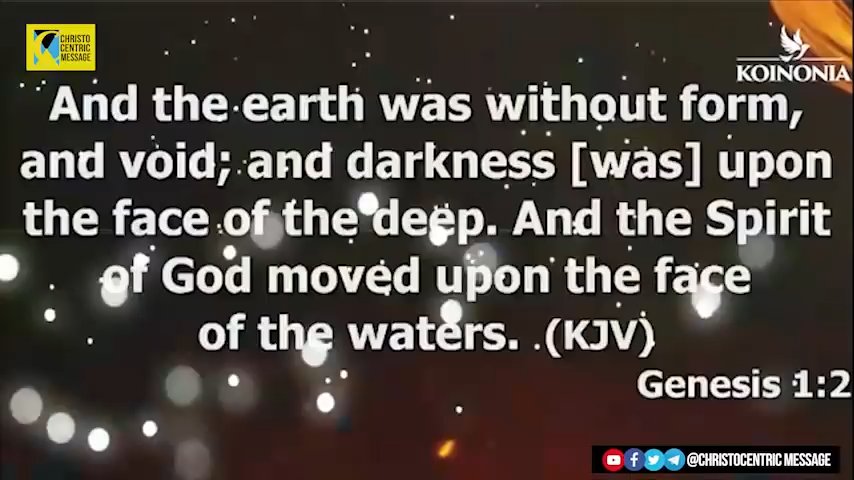 CHRISTO
CENTRIC
MESSAGE
KOINONIA
And the earth was without form,
and void; and darkness [was] upon
the face of the deep. And the Spirit
of God moved upon the face
of the waters. (KJV)
Genesis 1:2
@CHRISTOCENTRIC MESSAGE